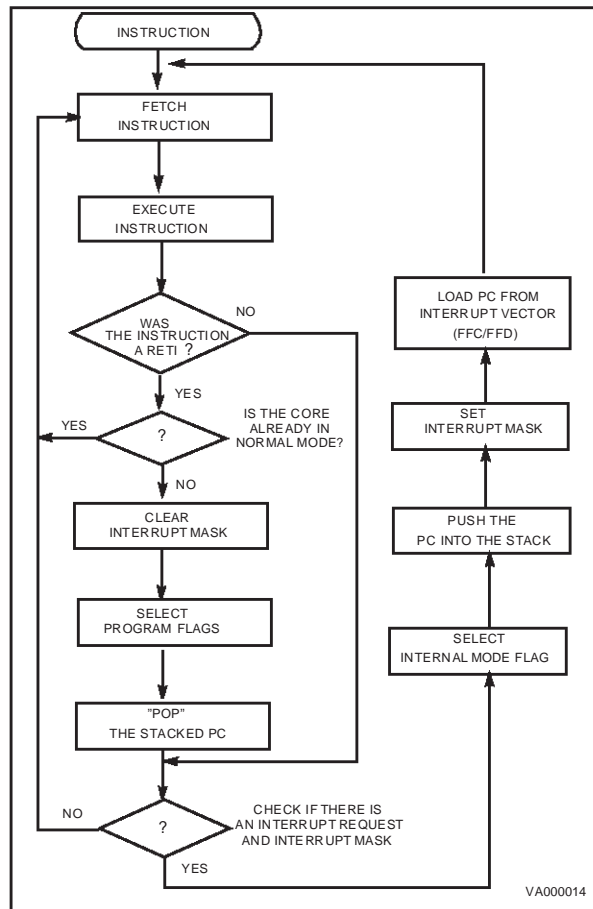 INSTRUCTION
FETCH
INSTRUCTION
EXECUTE
INSTRUCTION
WAS
THE INSTRUCTION
A RETI ?
NO
YES
YES
?
IS THE CORE
ALREADY IN
NORMAL MODE?
NO
CLEAR
INTERRUPT MASK
SELECT
PROGRAM FLAGS
"POP"
THE STACKED PC
NO
?
CHECK IF THERE IS
AN INTERRUPT REQUEST
AND INTERRUPT MASK
YES
LOAD PC FROM
INTERRUPT VECTOR
(FFC/FFD)
SET
INTERRUPT MASK
PUSH THE
PC INTO THE STACK
SELECT
INTERNAL MODE FLAG
VA000014